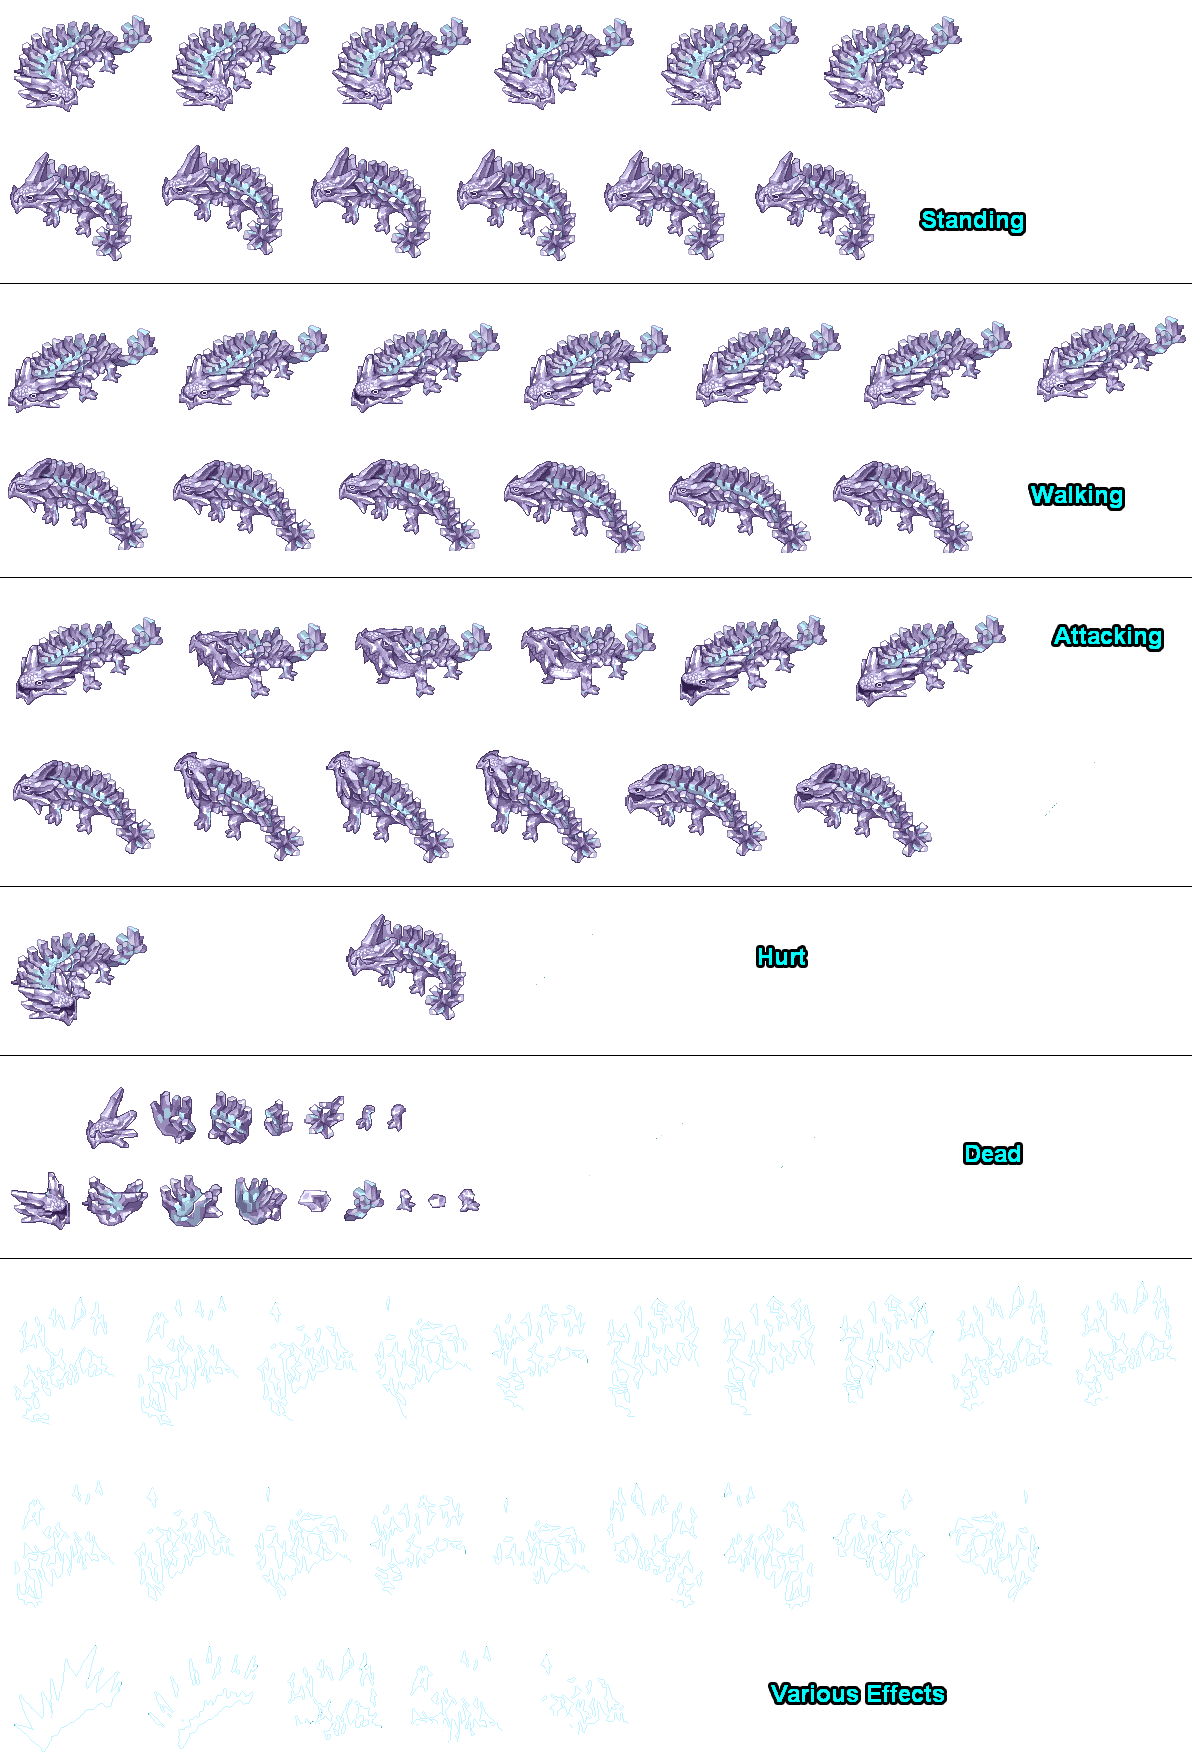 Standing
Walking
Attacking
Hurt
Dead
Various Effects